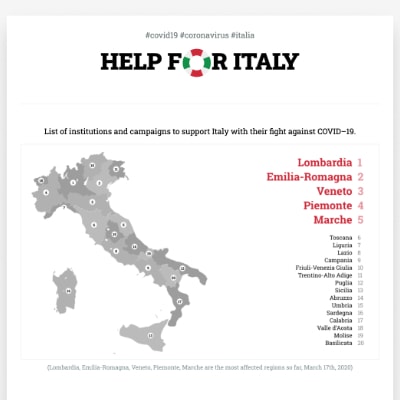 #covid19 #coronavirus #italia
HELP FOR ITALY
List of institutions and campaigns to support Italy with their fight against COVID–19.
Lombardia 1
Emilia-Romagna 2
Veneto 3
Piemonte 4
Marche 5
Toscana 6
Liguria 7
Lazio 8
Campania 9
Friuli-Venezia Giulia 10
Trentino-Alto Adige 11
Puglia 12
Sicilia 13
Abruzzo 14
Umbria 15
Sardegna 16
Calabria 17
Valle d'Aosta 18
Molise 19
Basilicata 20
(Lombardia, Emilia-Romagna, Veneto, Piemonte, Marche are the most affected regions so far, March 17th, 2020)